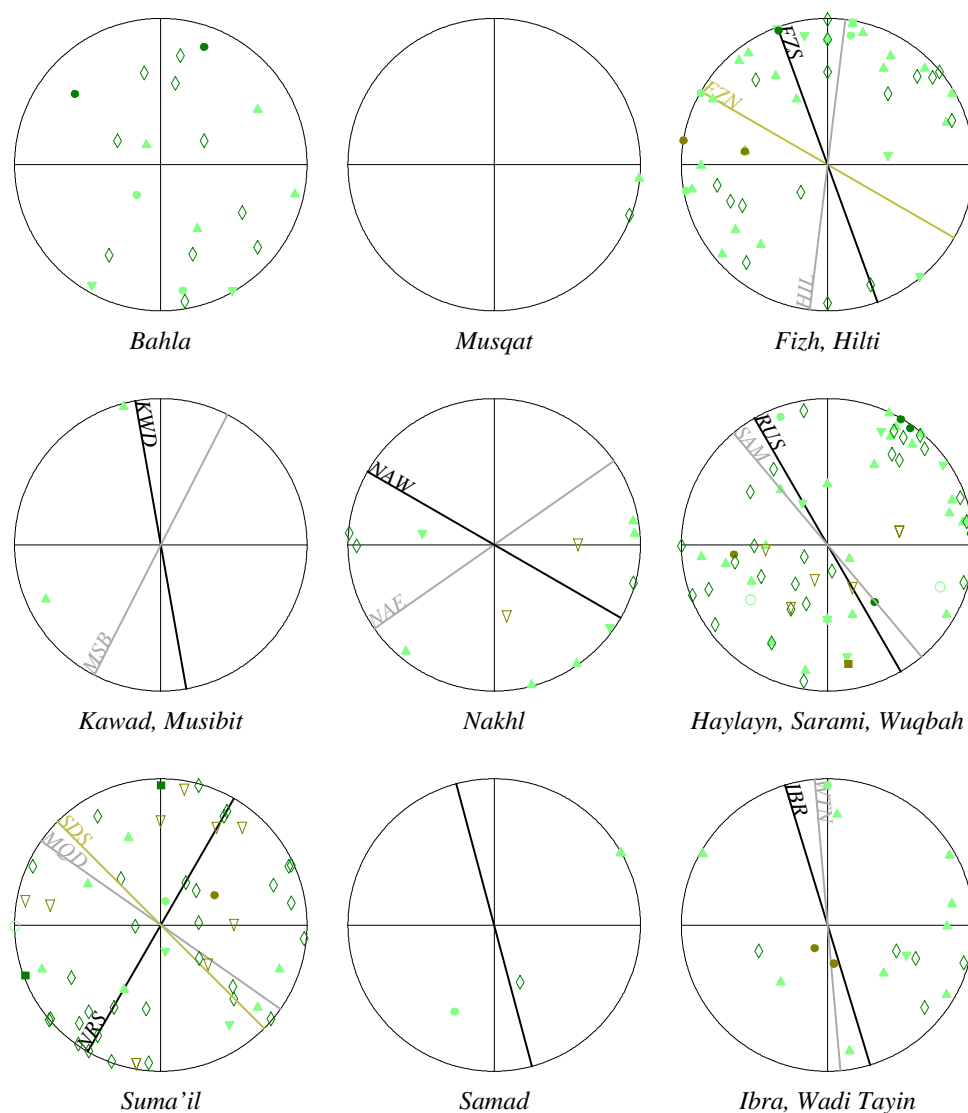 FZS
FZN
HIL
Bahla
Musqat
Fizh, Hilti
KWD
MSB
NAW
NAE
RUS
SAM
Kawad, Musibit
Nakhl
Haylayn, Sarami, Wuqbah
SDS
MQD
NRS
IBR
WTN
Suma’il
Samad
Ibra, Wadi Tayin